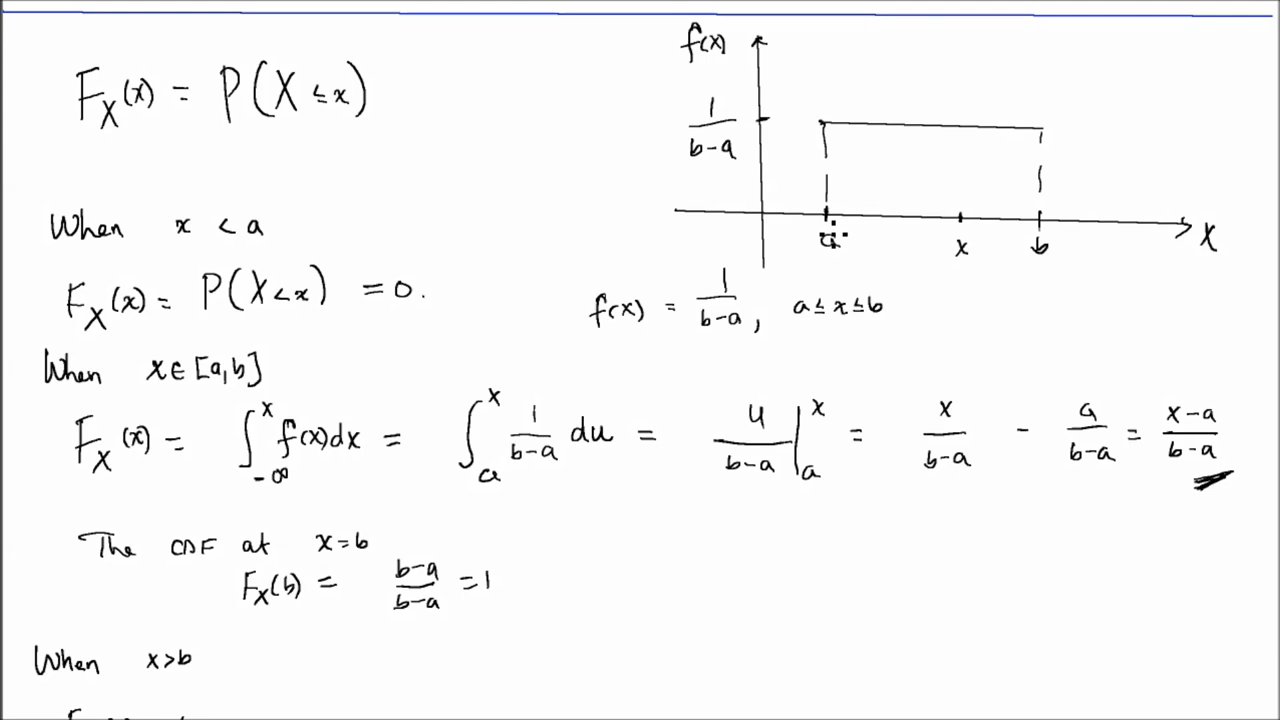 F_X(x) = P(X ≤ x)
f(x)
1/(b-a)
a x b X
When x < a
F_X(x) = P(X < x) = 0.
f(x) = 1/(b-a), a ≤ x ≤ b
When x ∈ [a,b]
F_X(x) = ∫_{-∞}^{x} f(x)dx = ∫_{a}^{x} 1/(b-a) du = u/(b-a) |_{a}^{x} = x/(b-a) - a/(b-a) = (x-a)/(b-a)
The CDF at x=b
F_X(b) = (b-a)/(b-a) = 1
When x>b